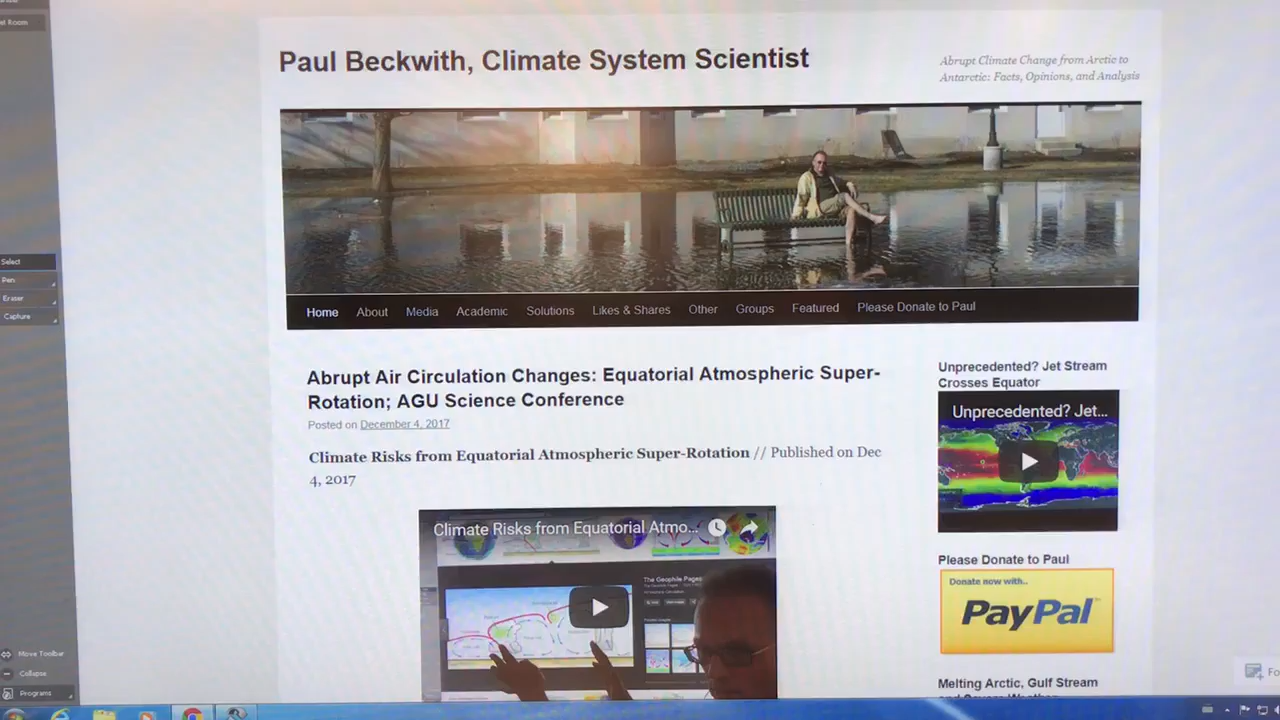 Paul Beckwith, Climate System Scientist
Abrupt Climate Change from Arctic to
Antarctic: Facts, Opinions, and Analysis
Home About Media Academic Solutions Likes & Shares Other Groups Featured Please Donate to Paul
Abrupt Air Circulation Changes: Equatorial Atmospheric Super-
Rotation; AGU Science Conference
Posted on December 4, 2017
Climate Risks from Equatorial Atmospheric Super-Rotation // Published on Dec
4, 2017
Climate Risks from Equatorial Atmo...
The Geophile Pages
Unprecedented? Jet Stream
Crosses Equator
Unprecedented? Jet...
Please Donate to Paul
Donate now with..
PayPal
Melting Arctic, Gulf Stream
Room
Select
Pen
Eraser
Capture
Move Toolbar
Collapse
Programs